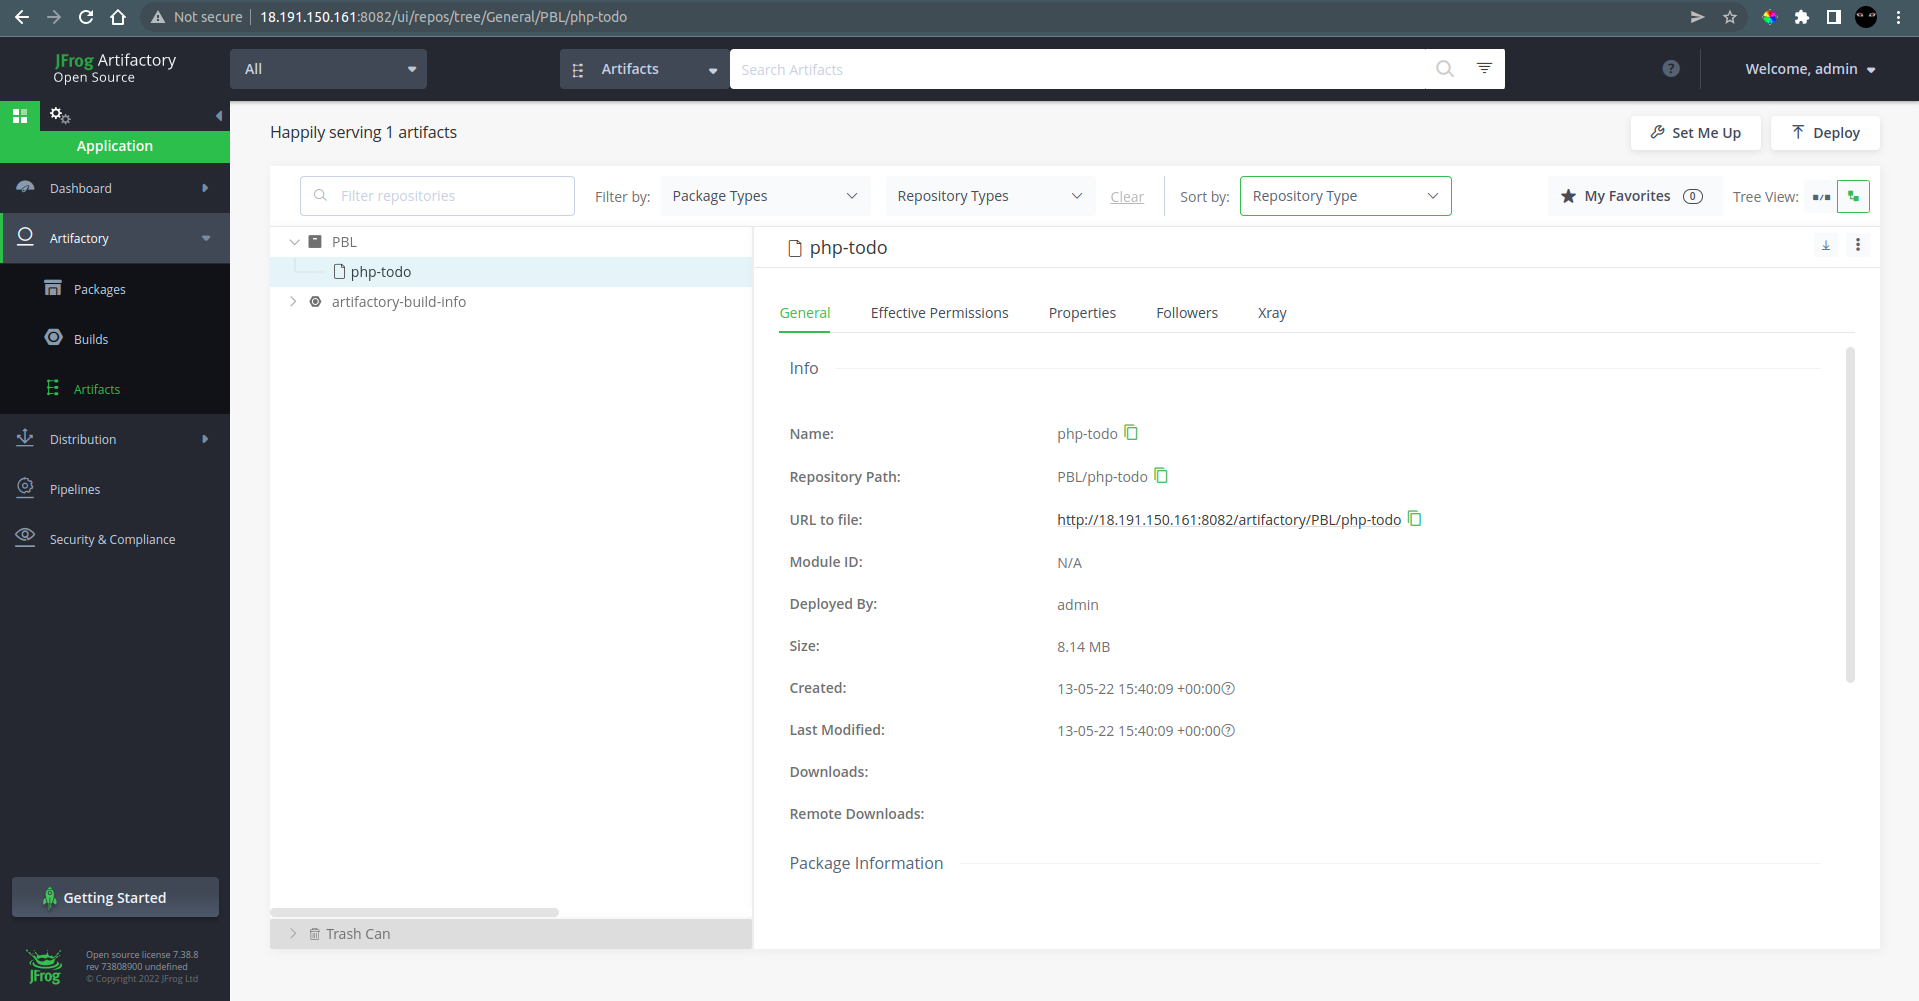 Not secure 18.191.150.161:8082/ui/repos/tree/General/PBL/php-todo
JFrog Artifactory
Open Source
All
Artifacts
Search Artifacts
?
Welcome, admin
Application
Dashboard
Artifactory
Packages
Builds
Artifacts
Distribution
Pipelines
Security & Compliance
Getting Started
JFrog
Open source license 7.38.8
rev 73808900 undefined
© Copyright 2022 JFrog Ltd
Happily serving 1 artifacts
Set Me Up
Deploy
Filter repositories
Filter by:
Package Types
Repository Types
Clear
Sort by:
Repository Type
My Favorites 0
Tree View:
PBL
php-todo
artifactory-build-info
Trash Can
php-todo
General Effective Permissions Properties Followers Xray
Info
Name: php-todo
Repository Path: PBL/php-todo
URL to file: http://18.191.150.161:8082/artifactory/PBL/php-todo
Module ID: N/A
Deployed By: admin
Size: 8.14 MB
Created: 13-05-22 15:40:09 +00:00?
Last Modified: 13-05-22 15:40:09 +00:00?
Downloads:
Remote Downloads:
Package Information